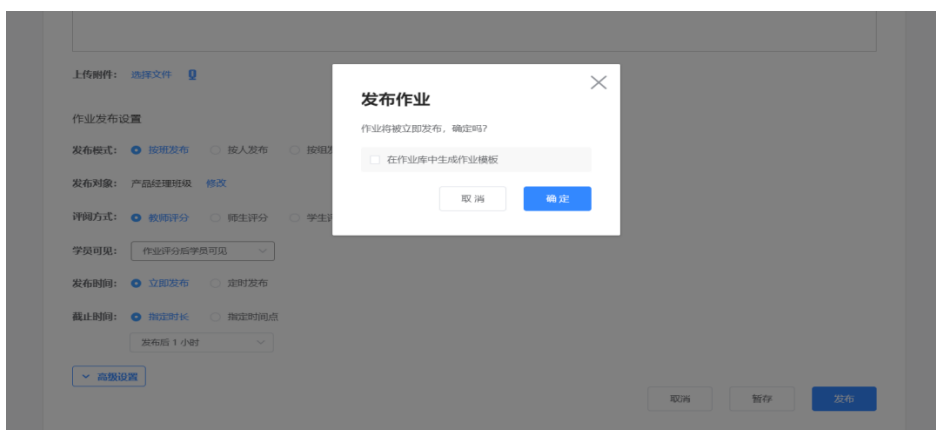 上传附件： 选择文件
作业发布设置
发布模式： 按班发布 按人发布 按组
发布对象： 产品经理班级 修改
评阅方式： 教师评分 师生评分 学生
学员可见： 作业评分后学员可见
发布时间： 立即发布 定时发布
截止时间： 指定时长 指定时间点
发布后 1 小时
高级设置
取消 暂存 发布
发布作业
作业将被立即发布，确定吗?
在作业库中生成作业模板
取消 确定